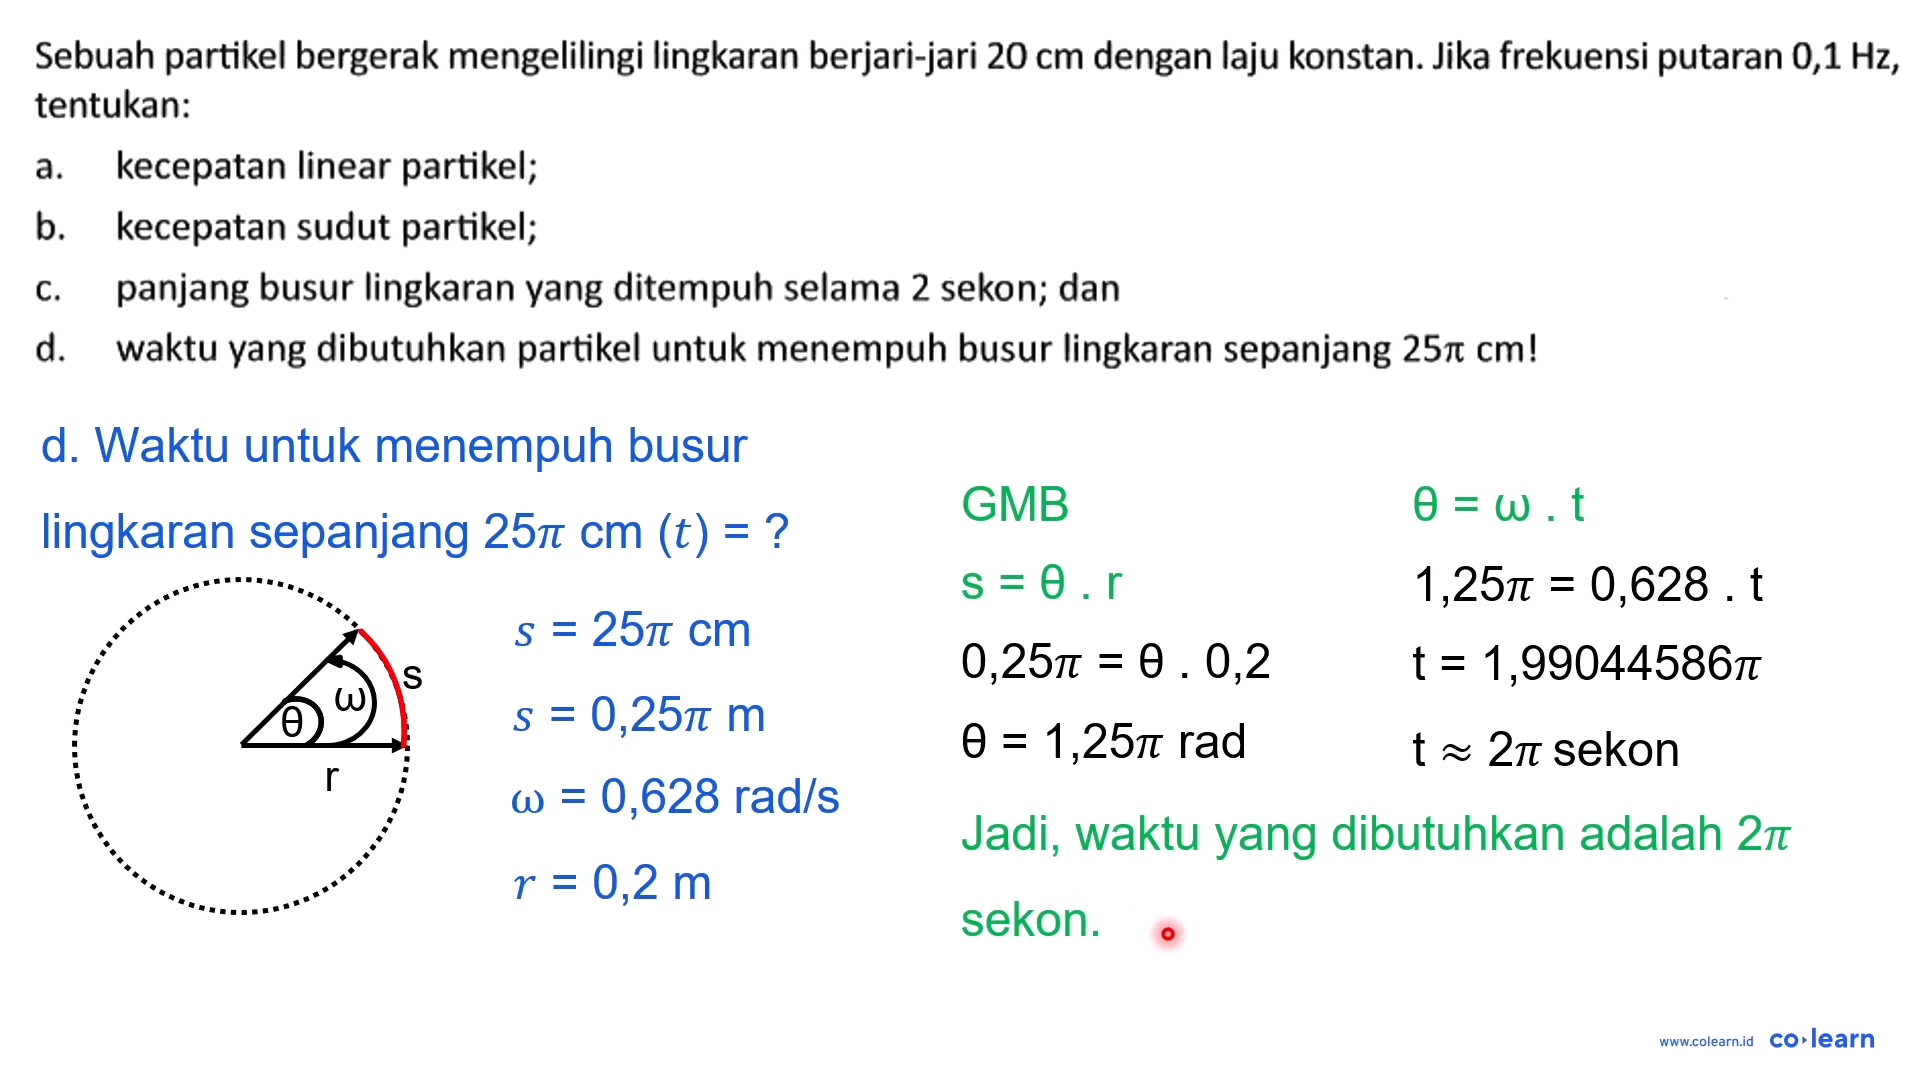 Sebuah partikel bergerak mengelilingi lingkaran berjari-jari 20 cm dengan laju konstan. Jika frekuensi putaran 0,1 Hz,
tentukan:
a. kecepatan linear partikel;
b. kecepatan sudut partikel;
c. panjang busur lingkaran yang ditempuh selama 2 sekon; dan
d. waktu yang dibutuhkan partikel untuk menempuh busur lingkaran sepanjang 25π cm!
d. Waktu untuk menempuh busur
lingkaran sepanjang 25π cm (t) = ?
s
ω
θ
r
s = 25π cm
s = 0,25π m
ω = 0,628 rad/s
r = 0,2 m
GMB
s = θ . r
0,25π = θ . 0,2
θ = 1,25π rad
θ = ω . t
1,25π = 0,628 . t
t = 1,99044586π
t ≈ 2π sekon
Jadi, waktu yang dibutuhkan adalah 2π
sekon.
www.colearn.id co learn